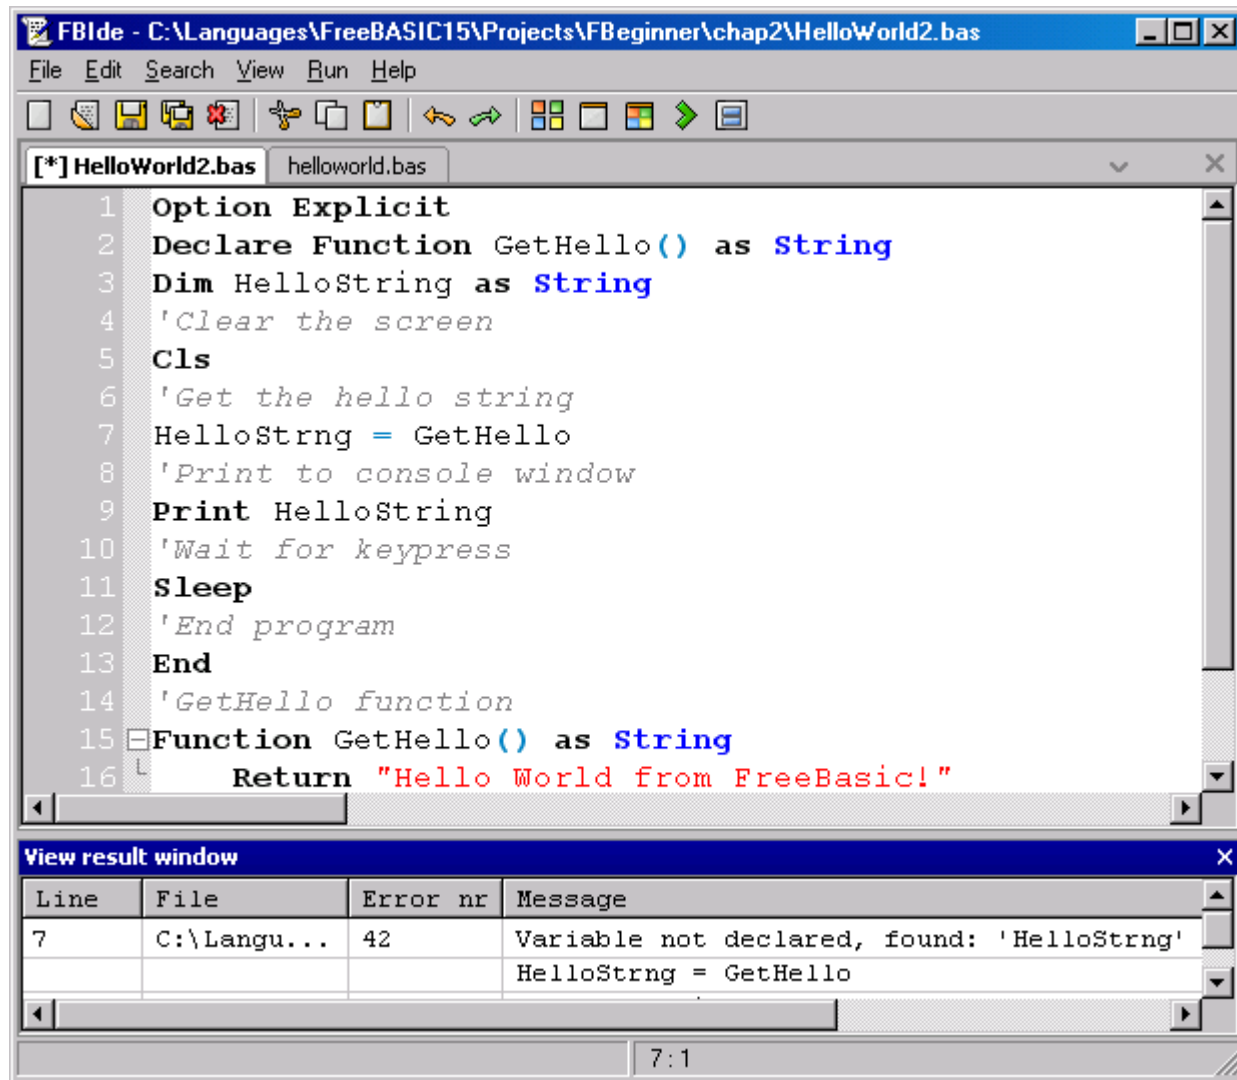 FBIde - C:\Languages\FreeBASIC15\Projects\FBeginner\chap2\HelloWorld2.bas
File Edit Search View Run Help
[*] HelloWorld2.bas helloworld.bas
1 Option Explicit
2 Declare Function GetHello() as String
3 Dim HelloString as String
4 'Clear the screen
5 Cls
6 'Get the hello string
7 HelloStrng = GetHello
8 'Print to console window
9 Print HelloString
10 'Wait for keypress
11 Sleep
12 'End program
13 End
14 'GetHello function
15 Function GetHello() as String
16 Return "Hello World from FreeBasic!"
View result window
Line File Error nr Message
7 C:\Langu... 42 Variable not declared, found: 'HelloStrng'
HelloStrng = GetHello
7:1